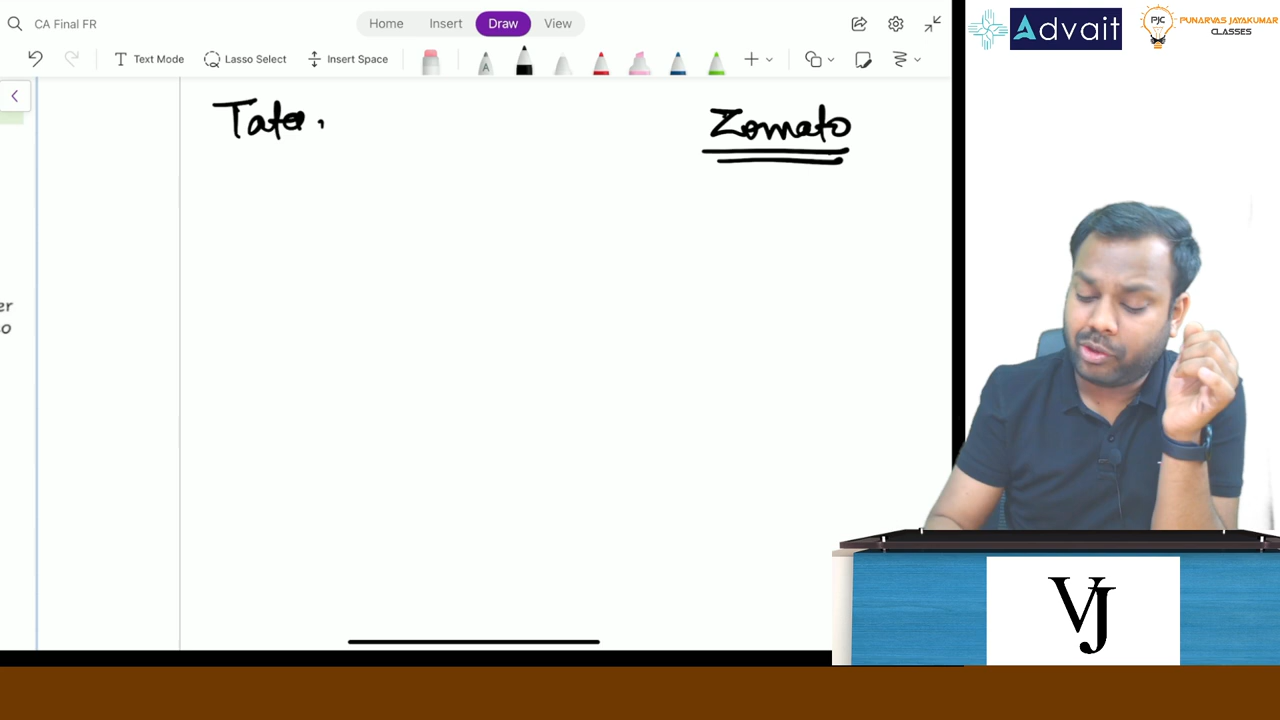 CA Final FR
Home Insert Draw View
Advait
PJC
PUNARVAS JAYAKUMAR
CLASSES
T Text Mode
Lasso Select
Insert Space
A
Tata,
Zomato
er
o
VJ